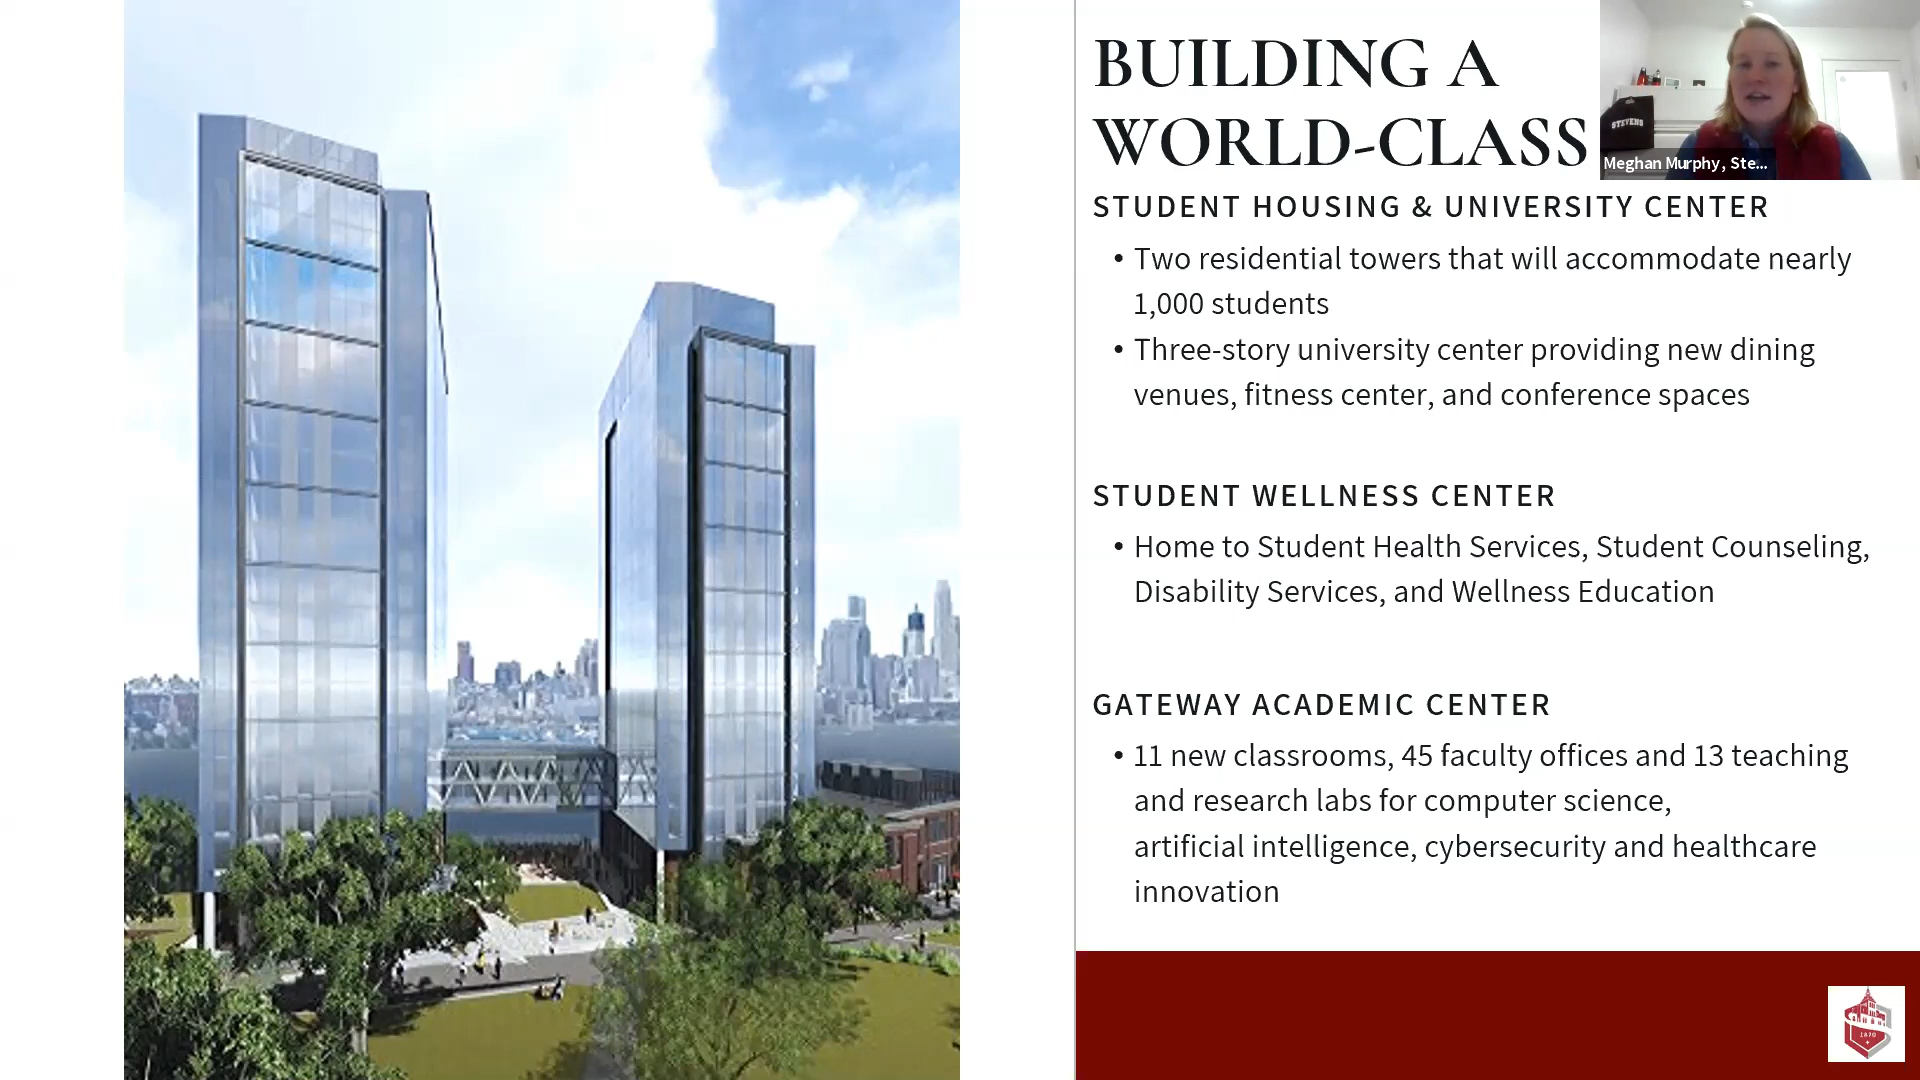 BUILDING A
WORLD-CLASS
STEVENS
Meghan Murphy, Ste...
STUDENT HOUSING & UNIVERSITY CENTER
• Two residential towers that will accommodate nearly
1,000 students
• Three-story university center providing new dining
venues, fitness center, and conference spaces
STUDENT WELLNESS CENTER
• Home to Student Health Services, Student Counseling,
Disability Services, and Wellness Education
GATEWAY ACADEMIC CENTER
• 11 new classrooms, 45 faculty offices and 13 teaching
and research labs for computer science,
artificial intelligence, cybersecurity and healthcare
innovation
1870